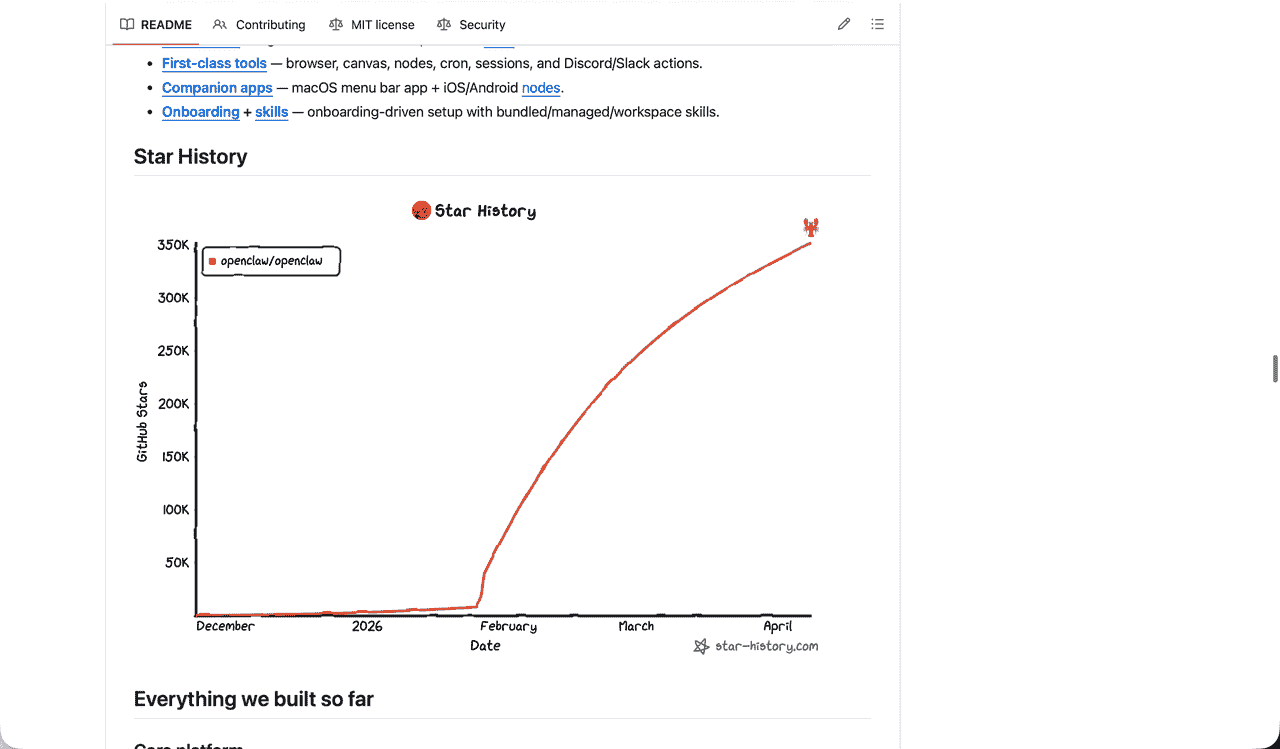 README
Contributing
MIT license
Security
First-class tools — browser, canvas, nodes, cron, sessions, and Discord/Slack actions.
Companion apps — macOS menu bar app + iOS/Android nodes.
Onboarding + skills — onboarding-driven setup with bundled/managed/workspace skills.
Star History
Star History
openclaw/openclaw
350K
300K
250K
200K
150K
100K
50K
GitHub Stars
December
2026
February
March
April
Date
star-history.com
Everything we built so far
Core platform